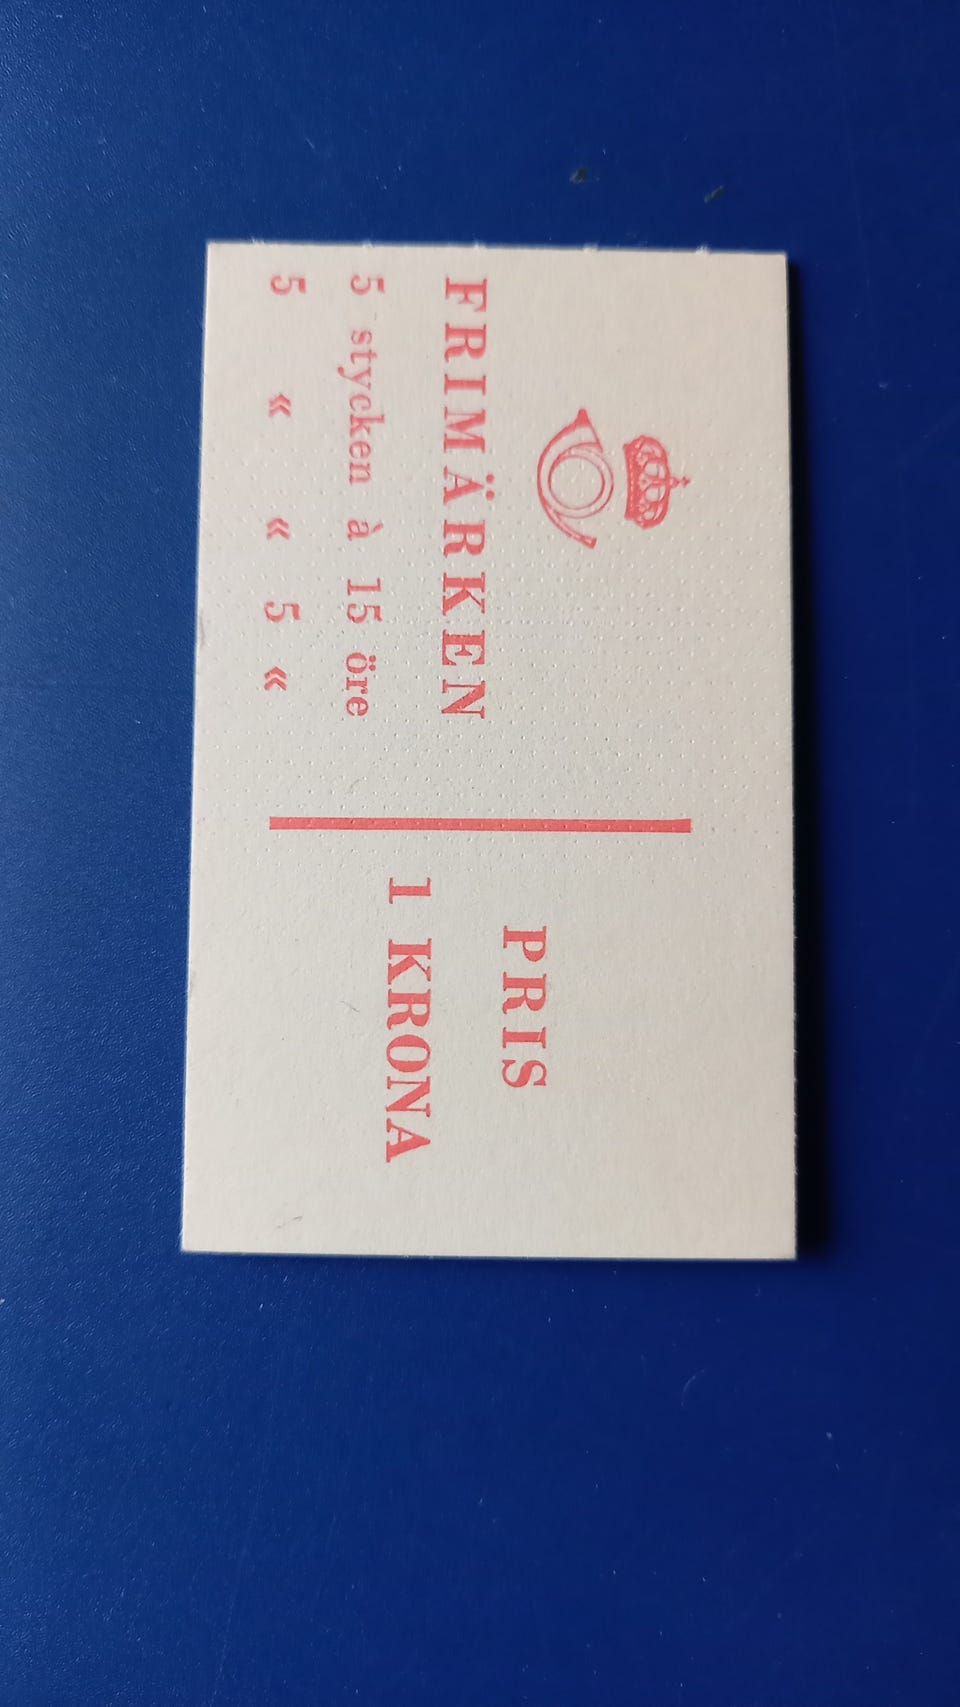 FRIMÄRKEN
5 stycken à 15 öre
5 « « 5 «
PRIS
1 KRONA